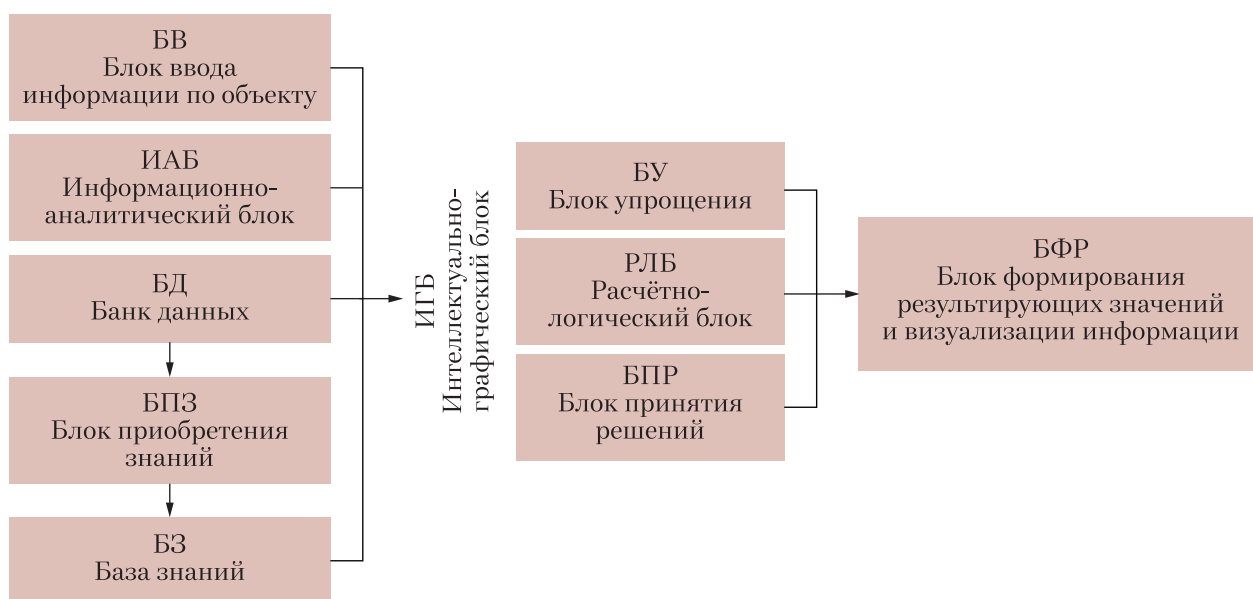 БВ
Блок ввода
информации по объекту
ИАБ
Информационно-
аналитический блок
БД
Банк данных
БПЗ
Блок приобретения
знаний
БЗ
База знаний
ИГБ
Интеллектуально-
графический блок
БУ
Блок упрощения
РЛБ
Расчётно-
логический блок
БПР
Блок принятия
решений
БФР
Блок формирования
результирующих значений
и визуализации информации